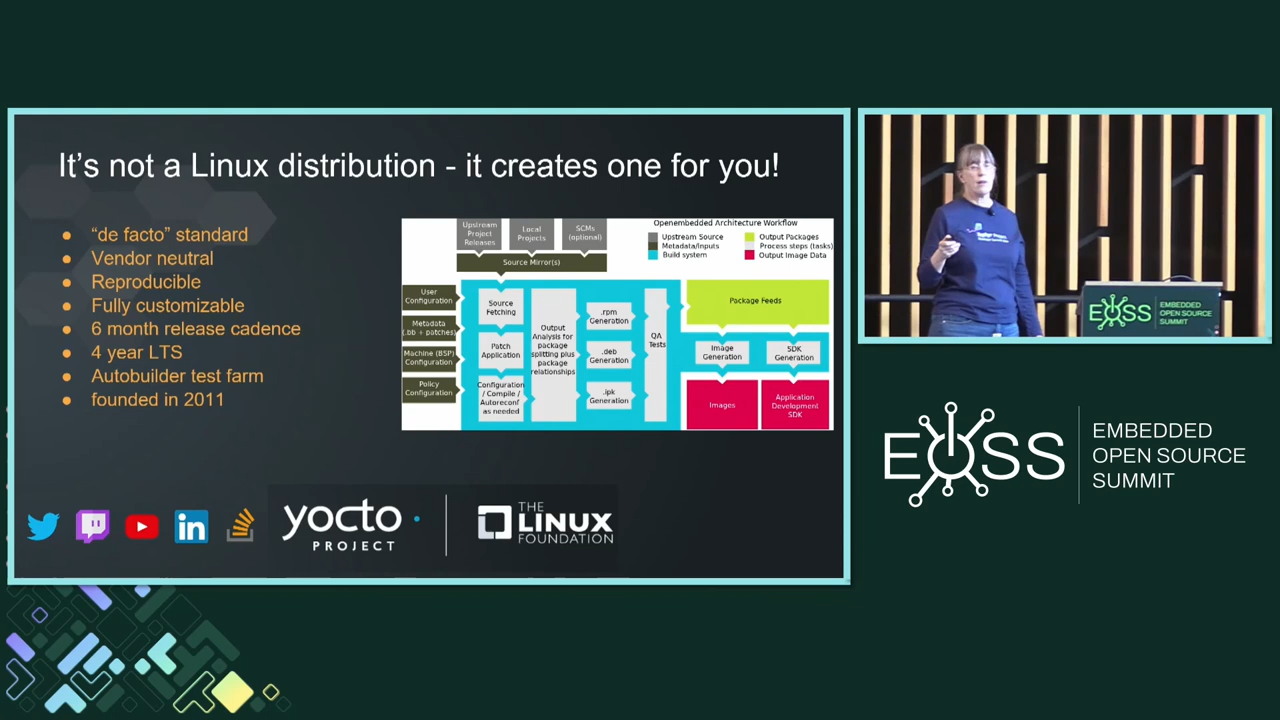 It's not a Linux distribution - it creates one for you!
● "de facto" standard
● Vendor neutral
● Reproducible
● Fully customizable
● 6 month release cadence
● 4 year LTS
● Autobuilder test farm
● founded in 2011
Openembedded Architecture Workflow
Upstream Source
Metadata/Inputs
Build system
Output Packages
Process steps (tasks)
Output Image Data
Upstream
Project
Releases
Local
Projects
SCMs
(optional)
Source Mirror(s)
User
Configuration
Metadata
(.bb + patches)
Machine (BSP)
Configuration
Policy
Configuration
Source
Fetching
Patch
Application
Configuration
/ Compile /
Autoreconf
as needed
Output
Analysis for
package
splitting plus
package
relationships
.rpm
Generation
.deb
Generation
.ipk
Generation
QA
Tests
Package Feeds
Image
Generation
SDK
Generation
Images
Application
Development
SDK
in
yocto
PROJECT
THE
LINUX
FOUNDATION
EOSS
EMBEDDED
OPEN SOURCE
SUMMIT
EOSS
EMBEDDED
OPEN SOURCE
SUMMIT